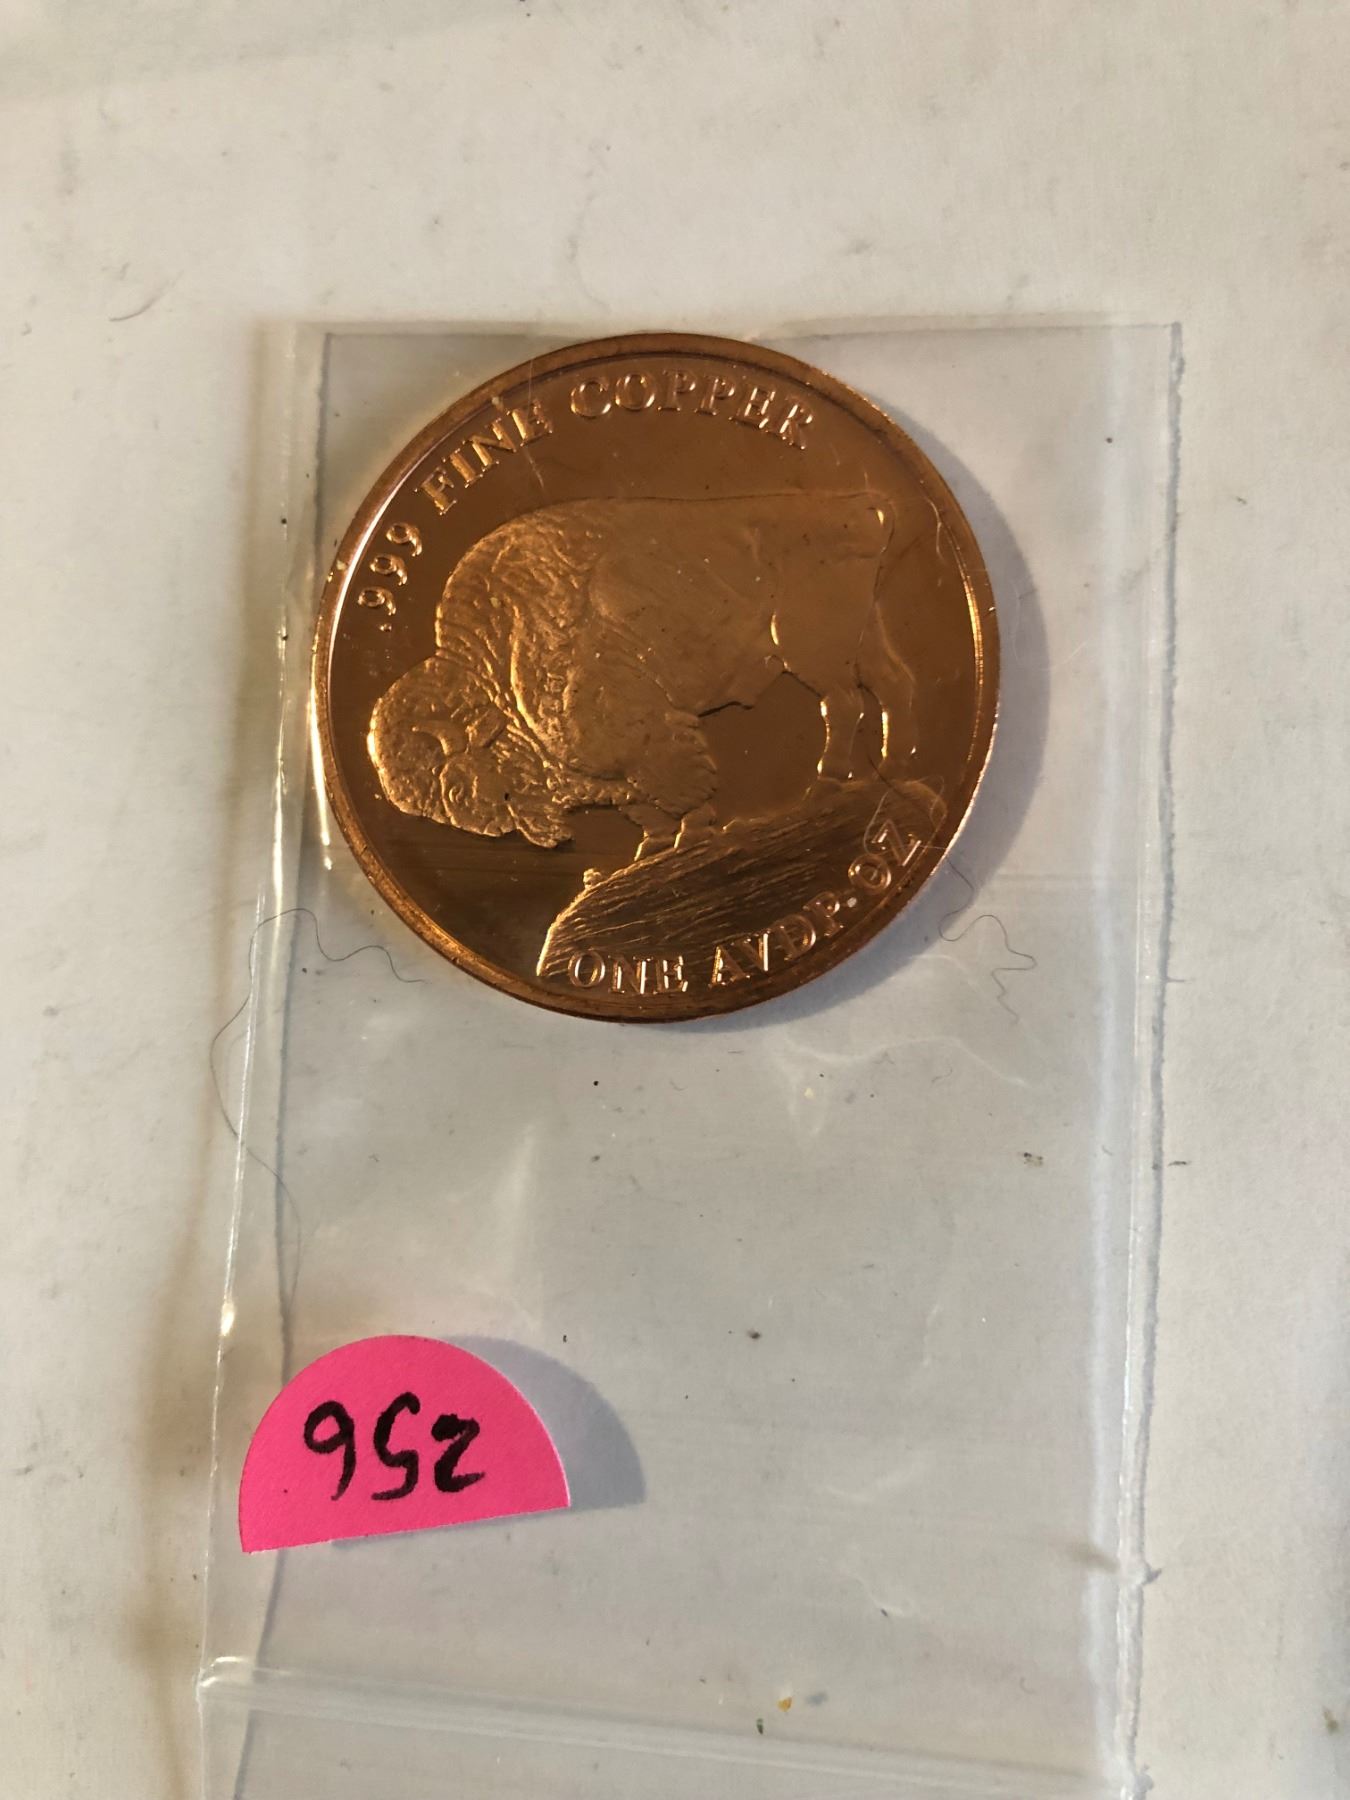 .999 FINE COPPER
ONE AVDP. OZ
256